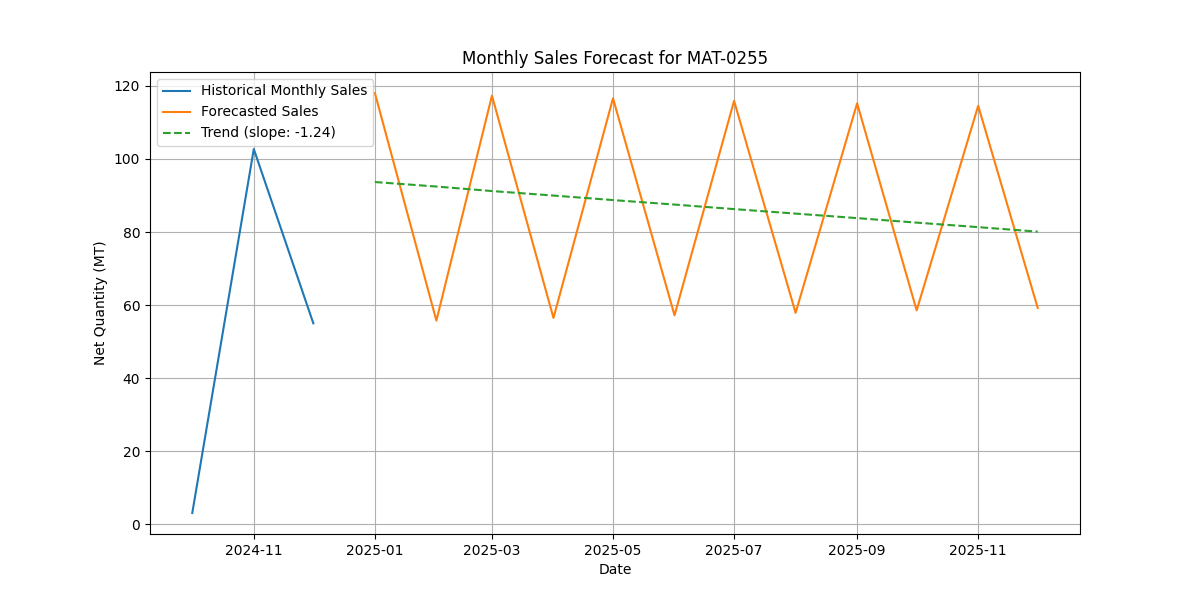 Monthly Sales Forecast for MAT-0255
Historical Monthly Sales
Forecasted Sales
Trend (slope: -1.24)
Net Quantity (MT)
120
100
80
60
40
20
0
2024-11
2025-01
2025-03
2025-05
2025-07
2025-09
2025-11
Date